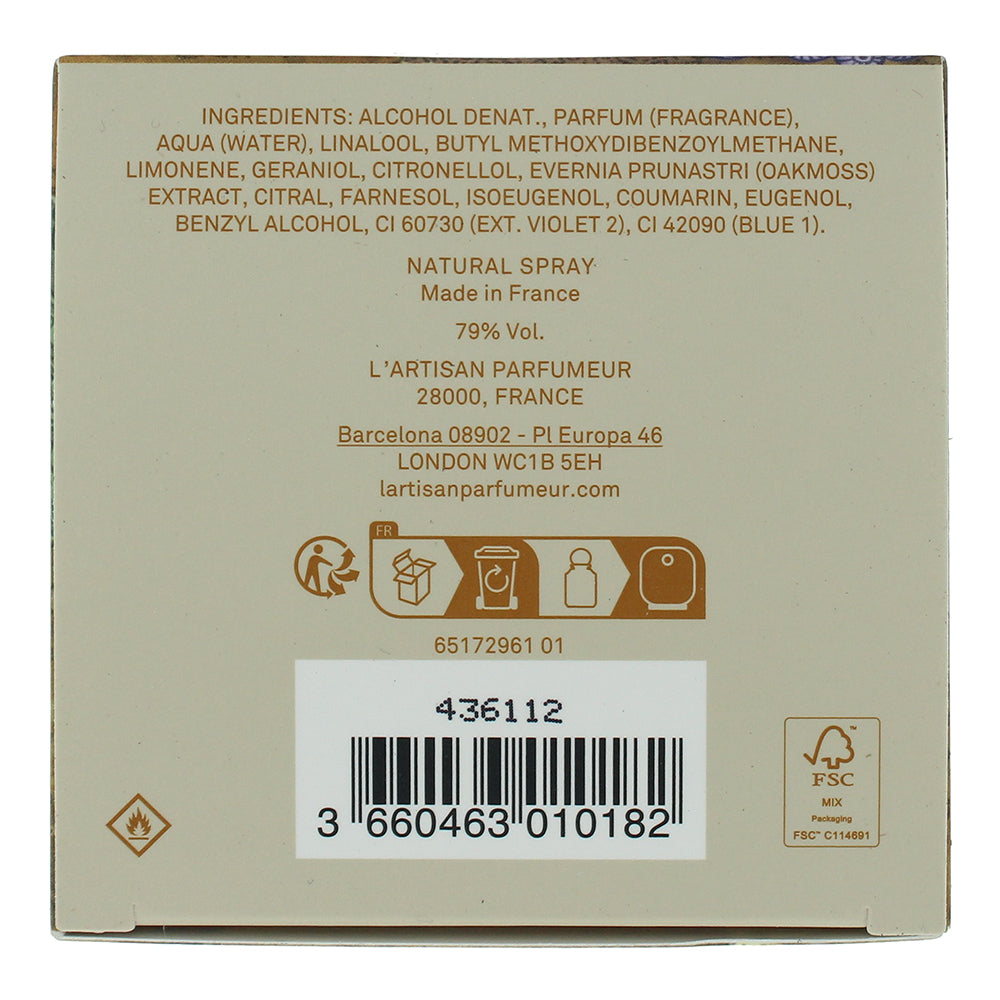 INGREDIENTS: ALCOHOL DENAT., PARFUM (FRAGRANCE),
AQUA (WATER), LINALOOL, BUTYL METHOXYDIBENZOYLMETHANE,
LIMONENE, GERANIOL, CITRONELLOL, EVERNIA PRUNASTRI (OAKMOSS)
EXTRACT, CITRAL, FARNESOL, ISOEUGENOL, COUMARIN, EUGENOL,
BENZYL ALCOHOL, CI 60730 (EXT. VIOLET 2), CI 42090 (BLUE 1).
NATURAL SPRAY
Made in France
79% Vol.
L'ARTISAN PARFUMEUR
28000, FRANCE
Barcelona 08902 - Pl Europa 46
LONDON WC1B 5EH
lartisanparfumeur.com
FR
65172961 01
436112
3 660463 010182
FSC
MIX
Packaging
FSC™ C114691